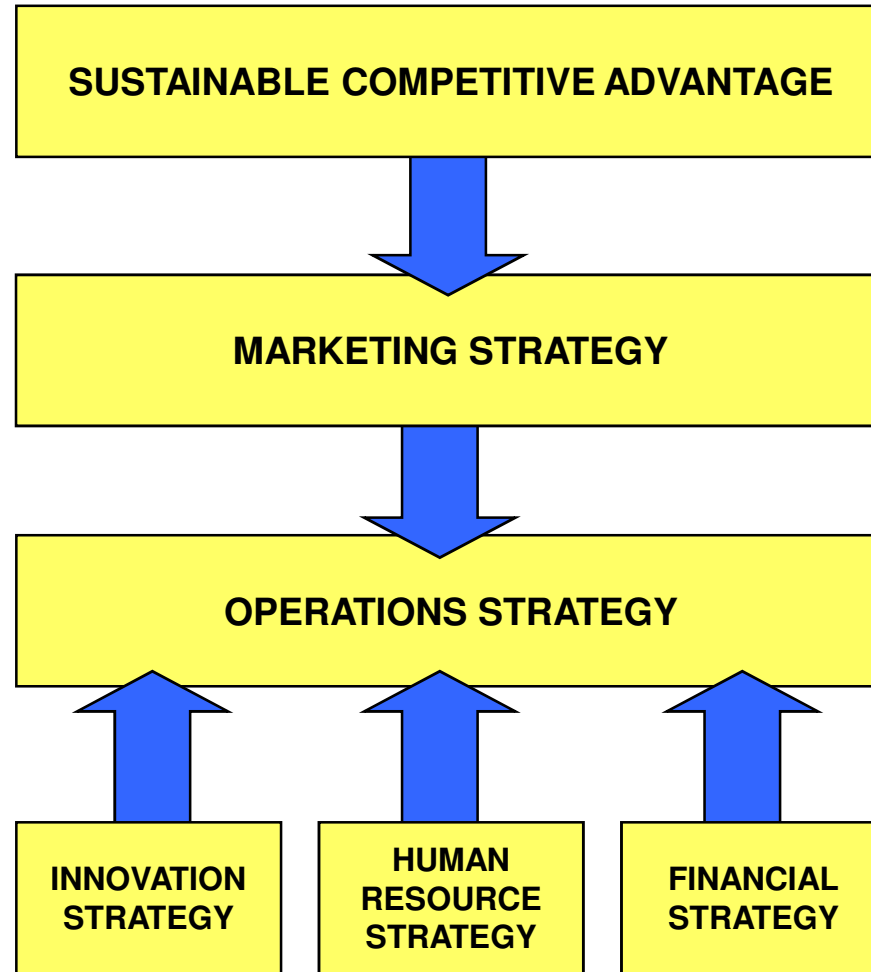 SUSTAINABLE COMPETITIVE ADVANTAGE
MARKETING STRATEGY
OPERATIONS STRATEGY
INNOVATION
STRATEGY
HUMAN
RESOURCE
STRATEGY
FINANCIAL
STRATEGY